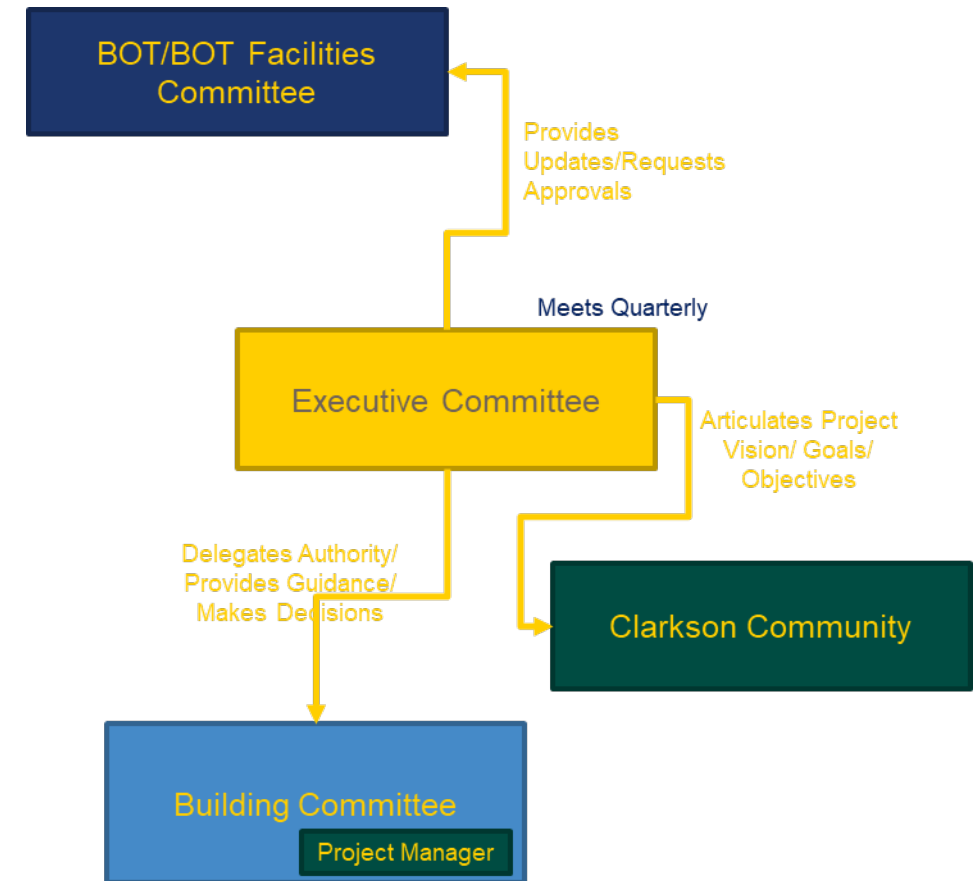 BOT/BOT Facilities
Committee
Provides
Updates/Requests
Approvals
Meets Quarterly
Executive Committee
Articulates Project
Vision/ Goals/
Objectives
Delegates Authority/
Provides Guidance/
Makes Decisions
Clarkson Community
Building Committee
Project Manager